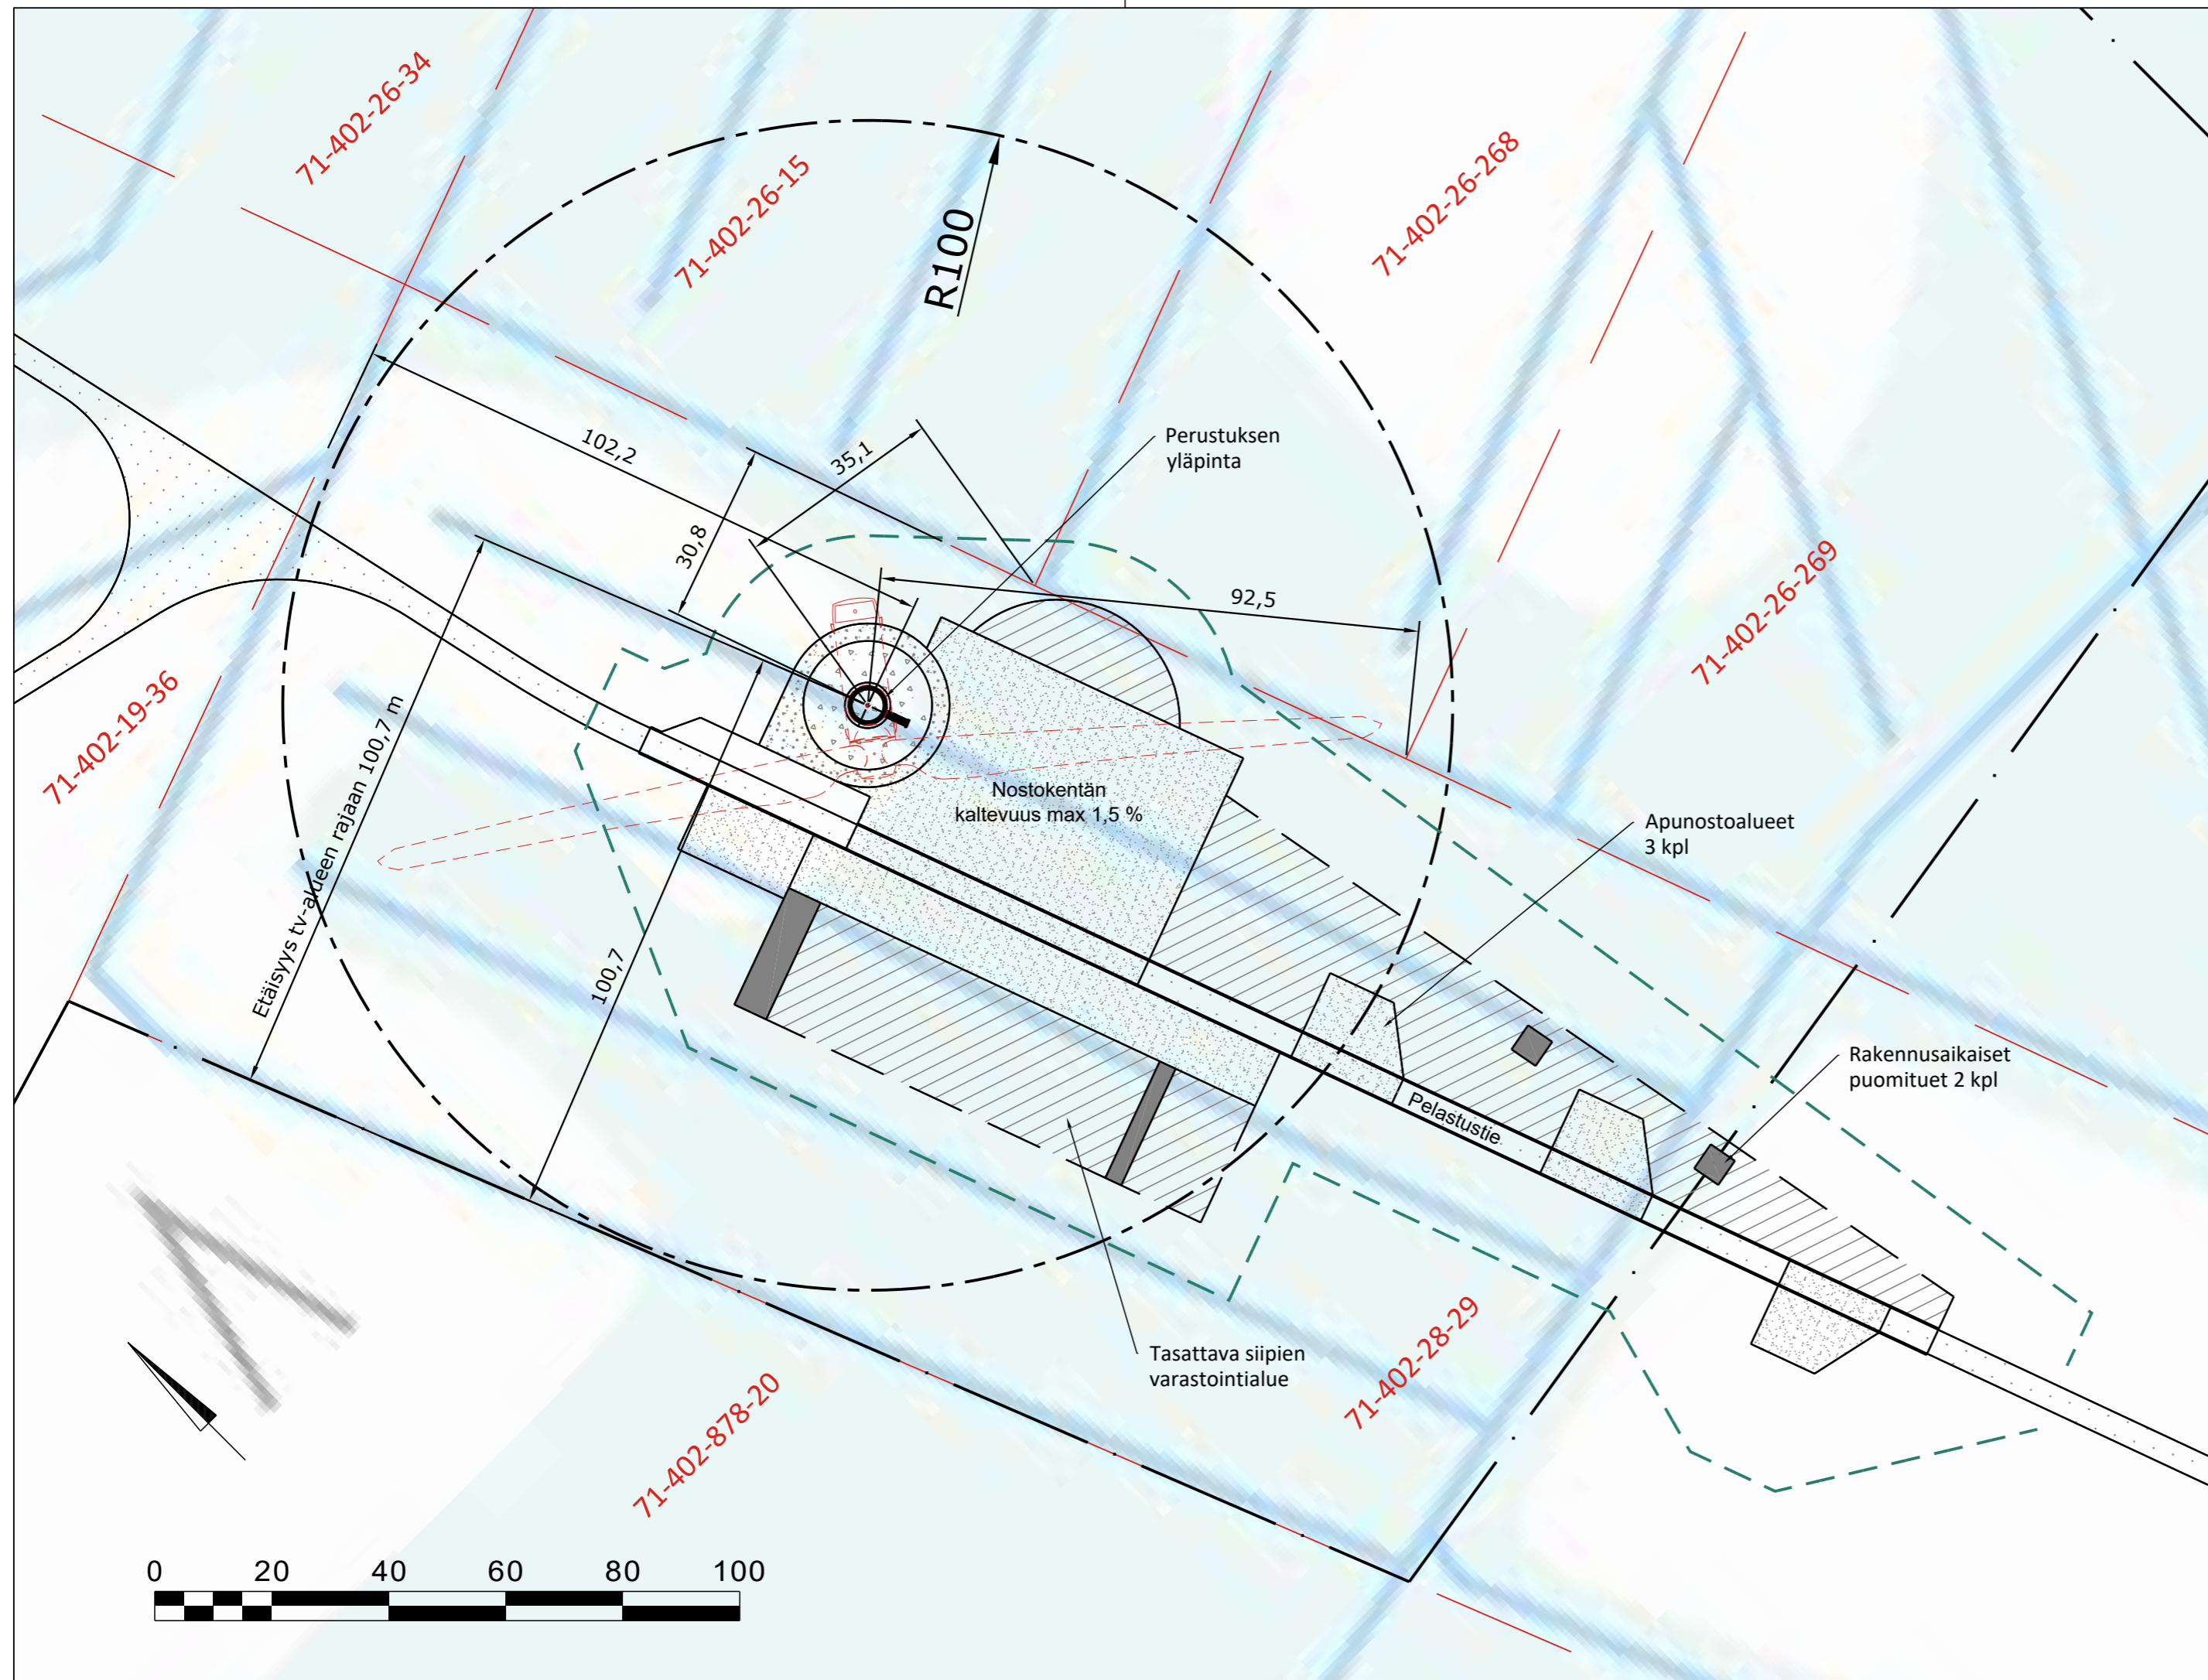 71-402-26-34
71-402-26-15
71-402-26-268
R100
102,2
35,1
Perustuksen
yläpinta
30,8
92,5
71-402-26-269
71-402-19-36
Etäisyys tv-alueen rajaan 100,7 m
Nostokentän
kaltevuus max 1,5 %
Apunostoalueet
3 kpl
100,7
Pelastustie
Rakennusaikaiset
puomituet 2 kpl
Tasattava siipien
varastointialue
71-402-28-29
71-402-878-20
0 20 40 60 80 100